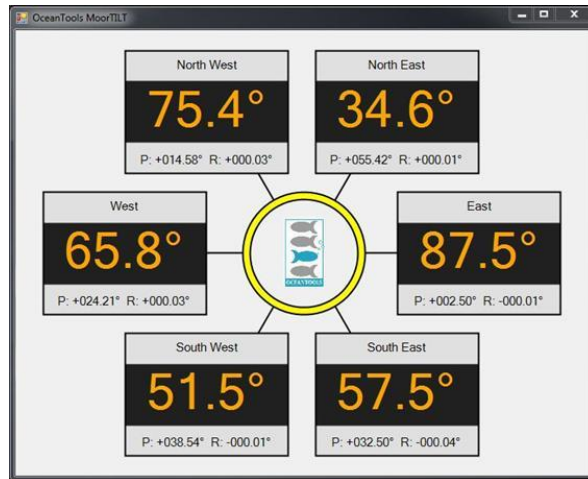 OceanTools MoorTILT
North West
75.4°
P: +014.58° R: +000.03°
North East
34.6°
P: +055.42° R: +000.01°
West
65.8°
P: +024.21° R: +000.03°
OCEANTOOLS
East
87.5°
P: +002.50° R: -000.01°
South West
51.5°
P: +038.54° R: -000.01°
South East
57.5°
P: +032.50° R: -000.04°